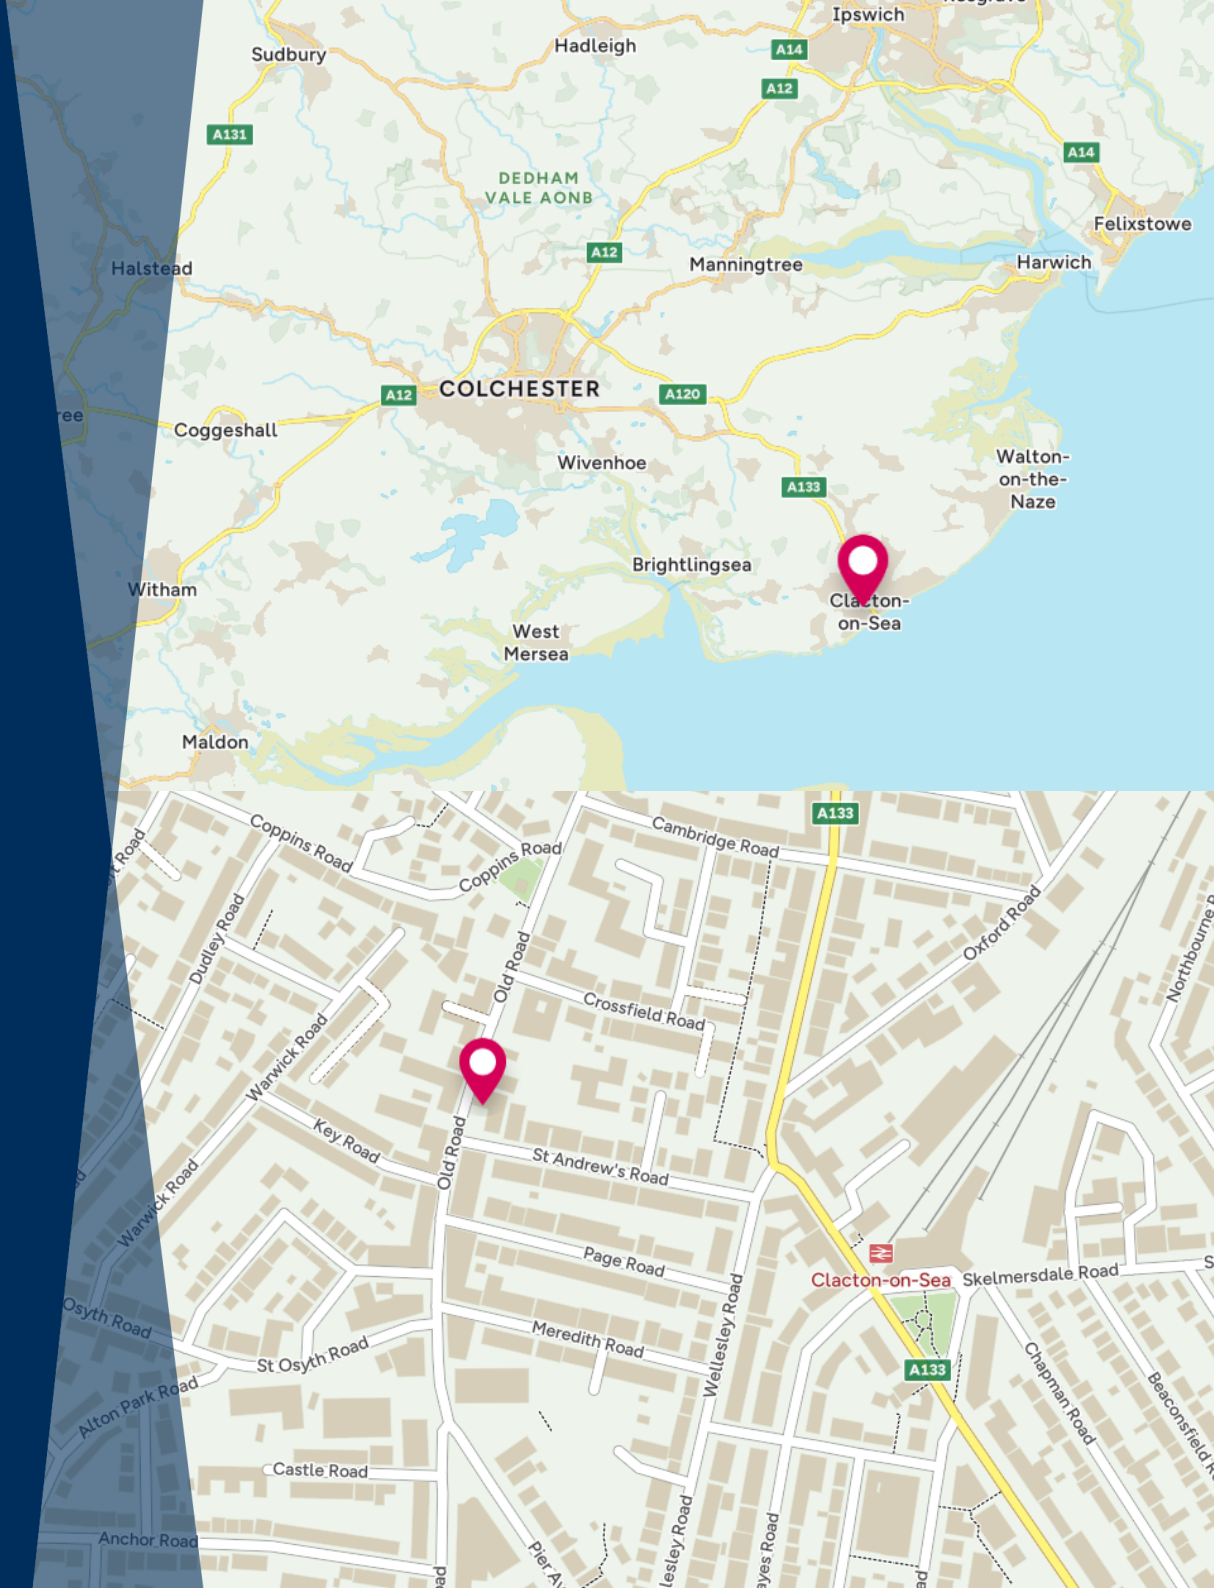 Ipswich
Sudbury
Hadleigh
A14
A12
A131
A14
DEDHAM
VALE AONB
Felixstowe
A12
Manningtree
Harwich
Halstead
A12
COLCHESTER
A120
Coggeshall
Walton-
on-the-
Naze
Wivenhoe
A133
Brightlingsea
Witham
Clacton-
on-Sea
West
Mersea
Maldon
A133
Coppins Road
Cambridge Road
Coppins Road
Dudley Road
Oxford Road
Old Road
Crossfield Road
Warwick Road
Key Road
Old Road
St Andrew's Road
Warwick Road
Page Road
Clacton-on-Sea
Skelmersdale Road
Osyth Road
Meredith Road
Wellesley Road
St Osyth Road
A133
Alton Park Road
Chapman Road
Castle Road
Anchor Road